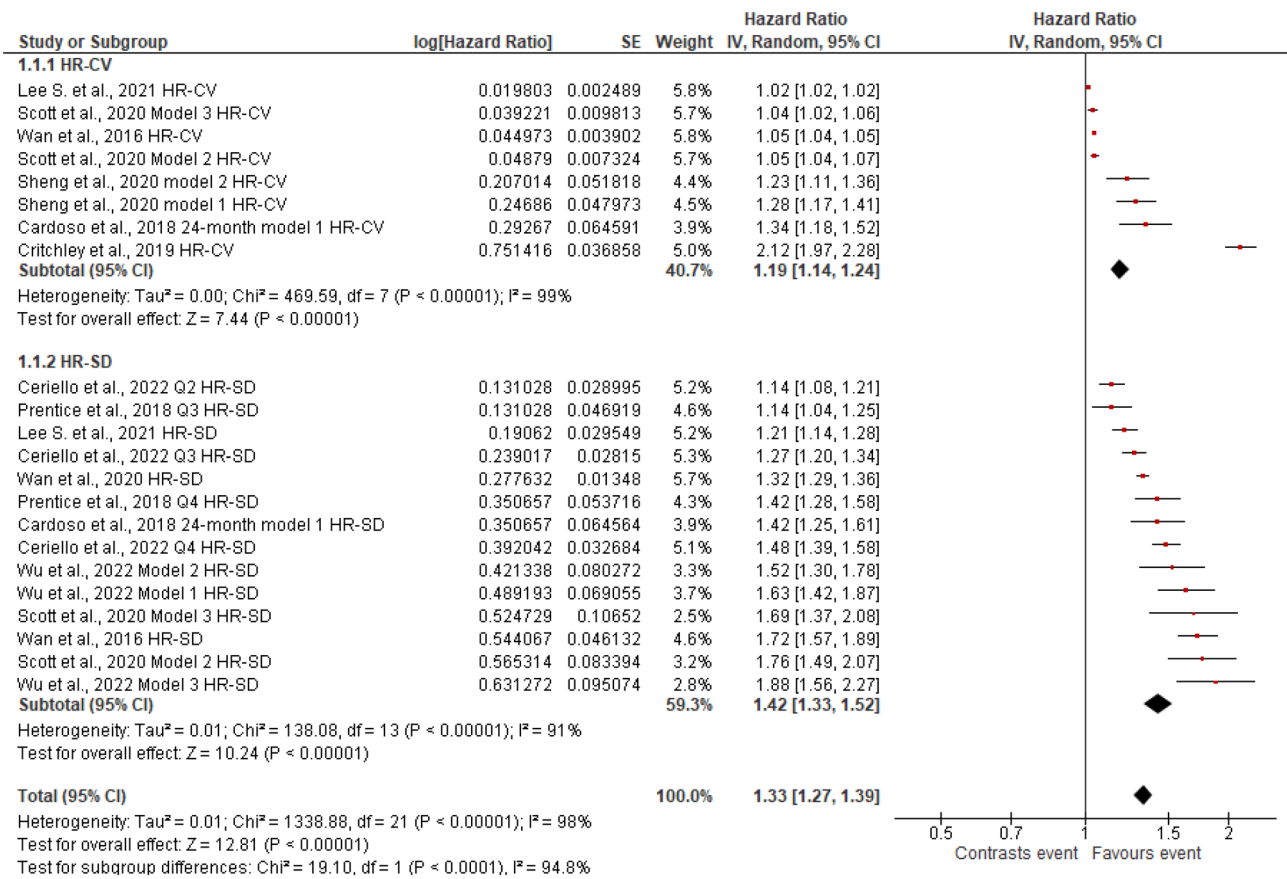 Hazard Ratio Hazard Ratio
Study or Subgroup log[Hazard Ratio] SE Weight IV, Random, 95% CI IV, Random, 95% CI
1.1.1 HR-CV
Lee S. et al., 2021 HR-CV 0.019803 0.002489 5.8% 1.02 [1.02, 1.02]
Scott et al., 2020 Model 3 HR-CV 0.039221 0.009813 5.7% 1.04 [1.02, 1.06]
Wan et al., 2016 HR-CV 0.044973 0.003902 5.8% 1.05 [1.04, 1.05]
Scott et al., 2020 Model 2 HR-CV 0.04879 0.007324 5.7% 1.05 [1.04, 1.07]
Sheng et al., 2020 model 2 HR-CV 0.207014 0.051818 4.4% 1.23 [1.11, 1.36]
Sheng et al., 2020 model 1 HR-CV 0.24686 0.047973 4.5% 1.28 [1.17, 1.41]
Cardoso et al., 2018 24-month model 1 HR-CV 0.29267 0.064591 3.9% 1.34 [1.18, 1.52]
Critchley et al., 2019 HR-CV 0.751416 0.036858 5.0% 2.12 [1.97, 2.28]
Subtotal (95% CI) 40.7% 1.19 [1.14, 1.24]
Heterogeneity: Tau² = 0.00; Chi² = 469.59, df = 7 (P < 0.00001); I² = 99%
Test for overall effect: Z = 7.44 (P < 0.00001)
1.1.2 HR-SD
Ceriello et al., 2022 Q2 HR-SD 0.131028 0.028995 5.2% 1.14 [1.08, 1.21]
Prentice et al., 2018 Q3 HR-SD 0.131028 0.046919 4.6% 1.14 [1.04, 1.25]
Lee S. et al., 2021 HR-SD 0.19062 0.029549 5.2% 1.21 [1.14, 1.28]
Ceriello et al., 2022 Q3 HR-SD 0.239017 0.02815 5.3% 1.27 [1.20, 1.34]
Wan et al., 2020 HR-SD 0.277632 0.01348 5.7% 1.32 [1.29, 1.36]
Prentice et al., 2018 Q4 HR-SD 0.350657 0.053716 4.3% 1.42 [1.28, 1.58]
Cardoso et al., 2018 24-month model 1 HR-SD 0.350657 0.064564 3.9% 1.42 [1.25, 1.61]
Ceriello et al., 2022 Q4 HR-SD 0.392042 0.032684 5.1% 1.48 [1.39, 1.58]
Wu et al., 2022 Model 2 HR-SD 0.421338 0.080272 3.3% 1.52 [1.30, 1.78]
Wu et al., 2022 Model 1 HR-SD 0.489193 0.069055 3.7% 1.63 [1.42, 1.87]
Scott et al., 2020 Model 3 HR-SD 0.524729 0.10652 2.5% 1.69 [1.37, 2.08]
Wan et al., 2016 HR-SD 0.544067 0.046132 4.6% 1.72 [1.57, 1.89]
Scott et al., 2020 Model 2 HR-SD 0.565314 0.083394 3.2% 1.76 [1.49, 2.07]
Wu et al., 2022 Model 3 HR-SD 0.631272 0.095074 2.8% 1.88 [1.56, 2.27]
Subtotal (95% CI) 59.3% 1.42 [1.33, 1.52]
Heterogeneity: Tau² = 0.01; Chi² = 138.08, df = 13 (P < 0.00001); I² = 91%
Test for overall effect: Z = 10.24 (P < 0.00001)
Total (95% CI) 100.0% 1.33 [1.27, 1.39]
Heterogeneity: Tau² = 0.01; Chi² = 1338.88, df = 21 (P < 0.00001); I² = 98%
Test for overall effect: Z = 12.81 (P < 0.00001)
Test for subgroup differences: Chi² = 19.10, df = 1 (P < 0.0001), I² = 94.8%
0.5 0.7 1 1.5 2
Contrasts event Favours event